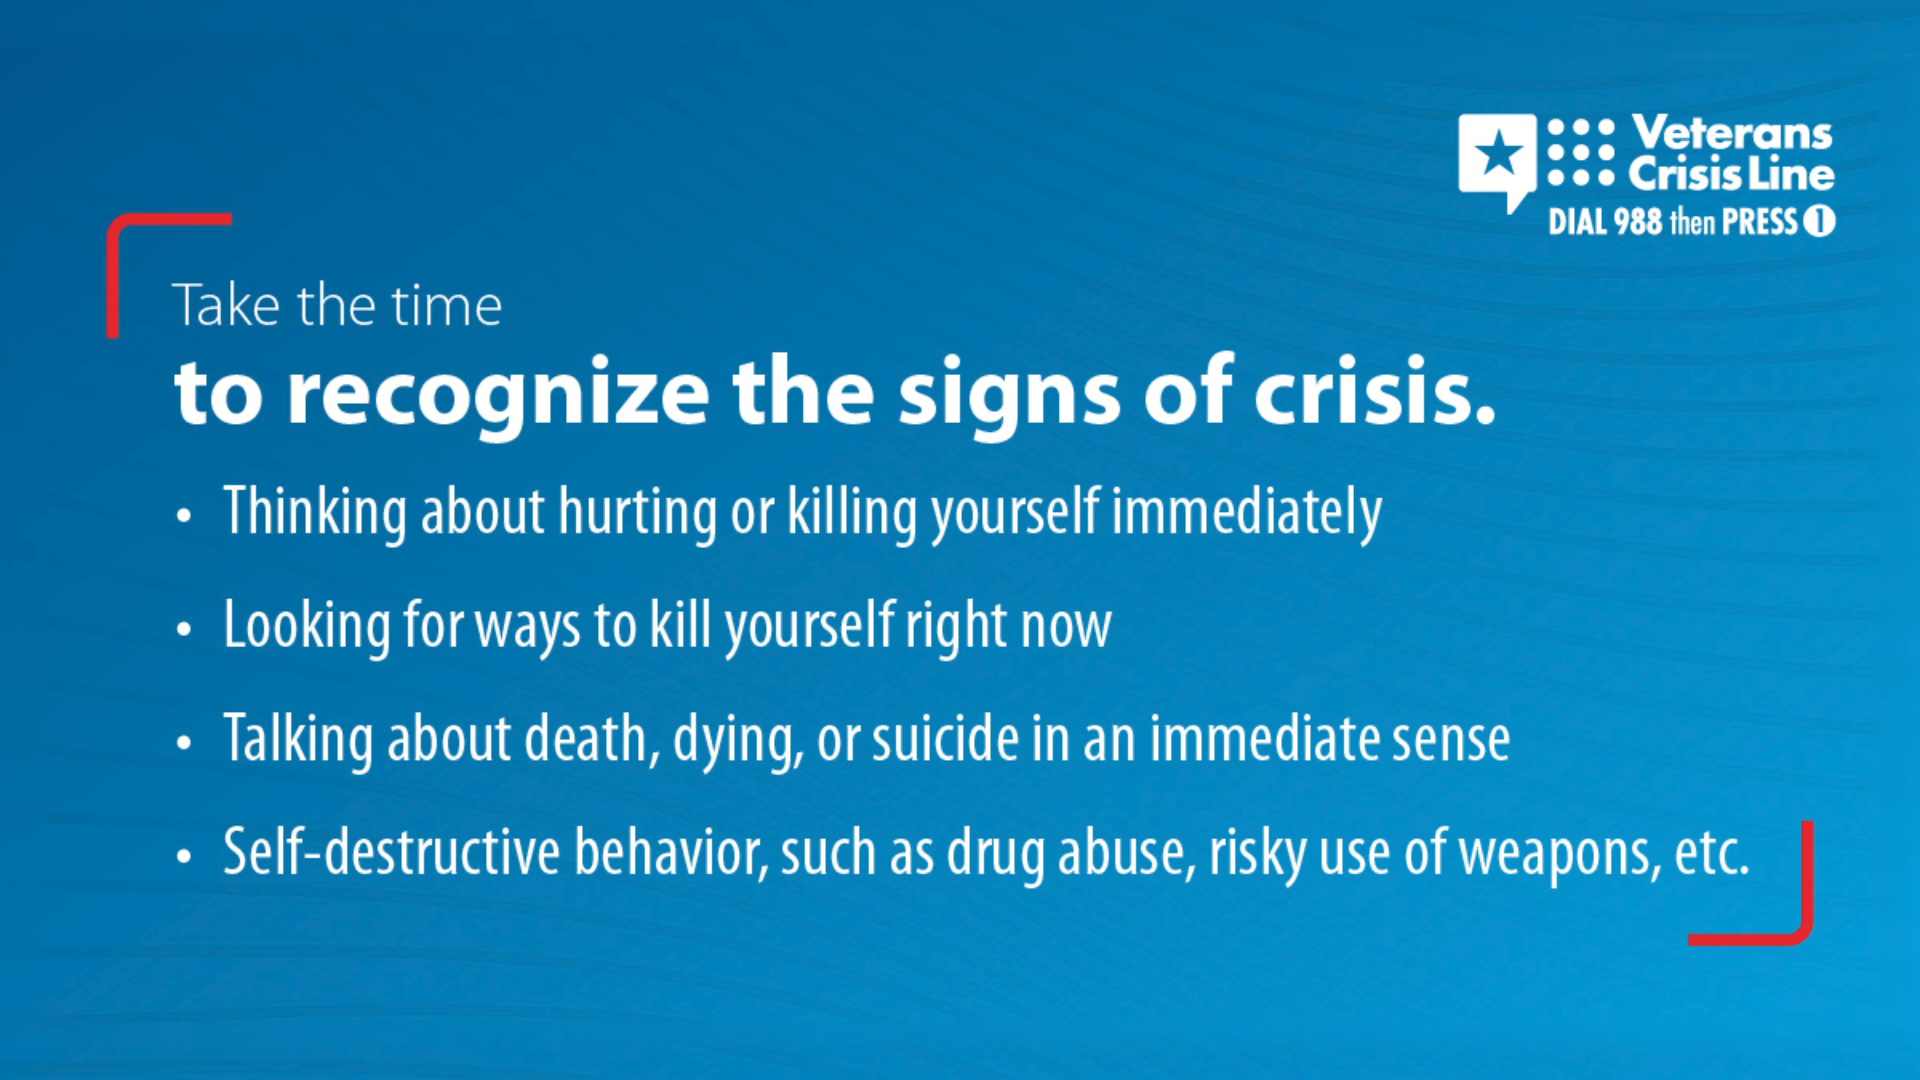 Veterans
Crisis Line
DIAL 988 then PRESS 1
Take the time
to recognize the signs of crisis.
• Thinking about hurting or killing yourself immediately
• Looking for ways to kill yourself right now
• Talking about death, dying, or suicide in an immediate sense
• Self-destructive behavior, such as drug abuse, risky use of weapons, etc.